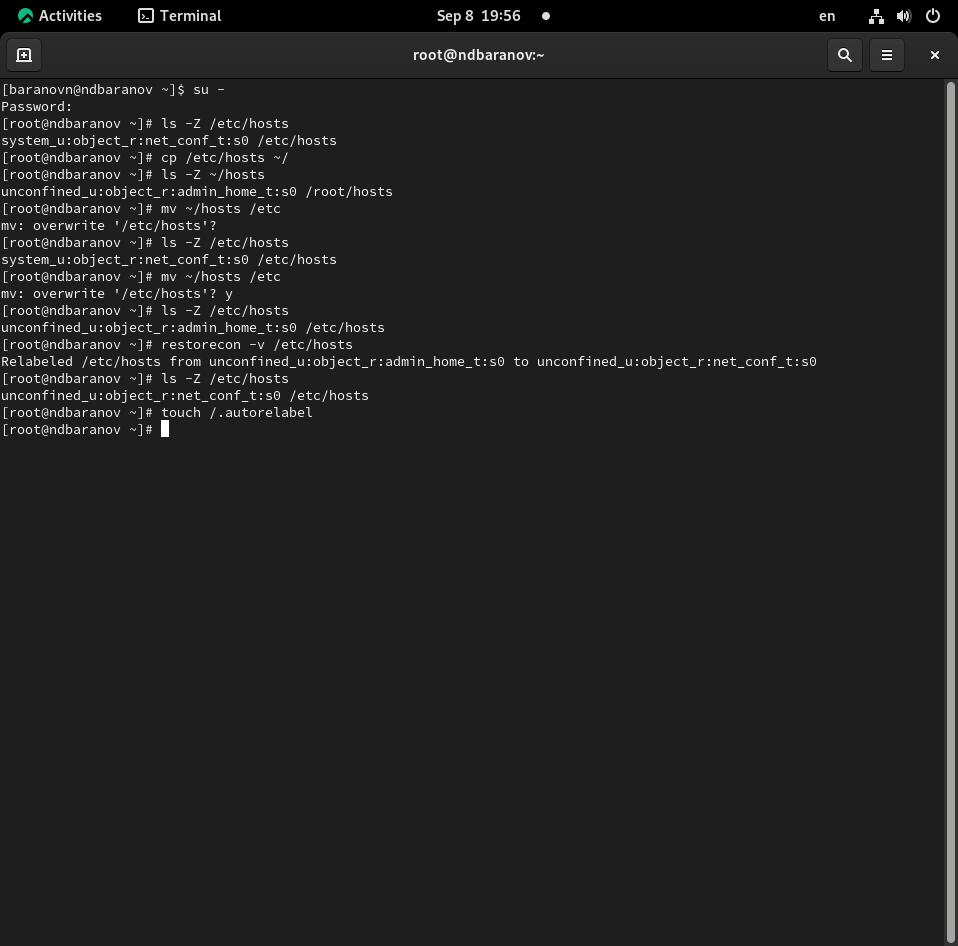 Activities Terminal Sep 8 19:56 en
root@ndbaranov:~
[baranovn@ndbaranov ~]$ su -
Password:
[root@ndbaranov ~]# ls -Z /etc/hosts
system_u:object_r:net_conf_t:s0 /etc/hosts
[root@ndbaranov ~]# cp /etc/hosts ~/
[root@ndbaranov ~]# ls -Z ~/hosts
unconfined_u:object_r:admin_home_t:s0 /root/hosts
[root@ndbaranov ~]# mv ~/hosts /etc
mv: overwrite '/etc/hosts'?
[root@ndbaranov ~]# ls -Z /etc/hosts
system_u:object_r:net_conf_t:s0 /etc/hosts
[root@ndbaranov ~]# mv ~/hosts /etc
mv: overwrite '/etc/hosts'? y
[root@ndbaranov ~]# ls -Z /etc/hosts
unconfined_u:object_r:admin_home_t:s0 /etc/hosts
[root@ndbaranov ~]# restorecon -v /etc/hosts
Relabeled /etc/hosts from unconfined_u:object_r:admin_home_t:s0 to unconfined_u:object_r:net_conf_t:s0
[root@ndbaranov ~]# ls -Z /etc/hosts
unconfined_u:object_r:net_conf_t:s0 /etc/hosts
[root@ndbaranov ~]# touch /.autorelabel
[root@ndbaranov ~]#